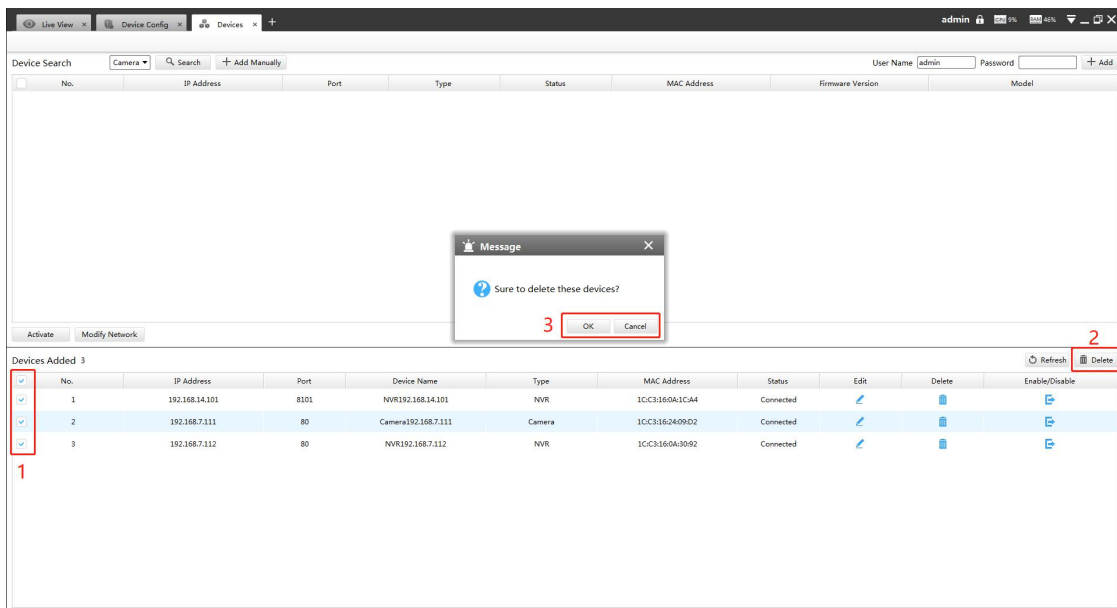 Live View × Device Config × Devices × + admin CPU 9% RAM 46%
Device Search Camera Search + Add Manually User Name admin Password + Add
No. IP Address Port Type Status MAC Address Firmware Version Model
Message
Sure to delete these devices?
3 OK Cancel
Activate Modify Network
2
Devices Added 3 Refresh Delete
No. IP Address Port Device Name Type MAC Address Status Edit Delete Enable/Disable
1 192.168.14.101 8101 NVR192.168.14.101 NVR 1C:C3:16:0A:1C:A4 Connected
2 192.168.7.111 80 Camera192.168.7.111 Camera 1C:C3:16:24:09:D2 Connected
3 192.168.7.112 80 NVR192.168.7.112 NVR 1C:C3:16:0A:30:92 Connected
1